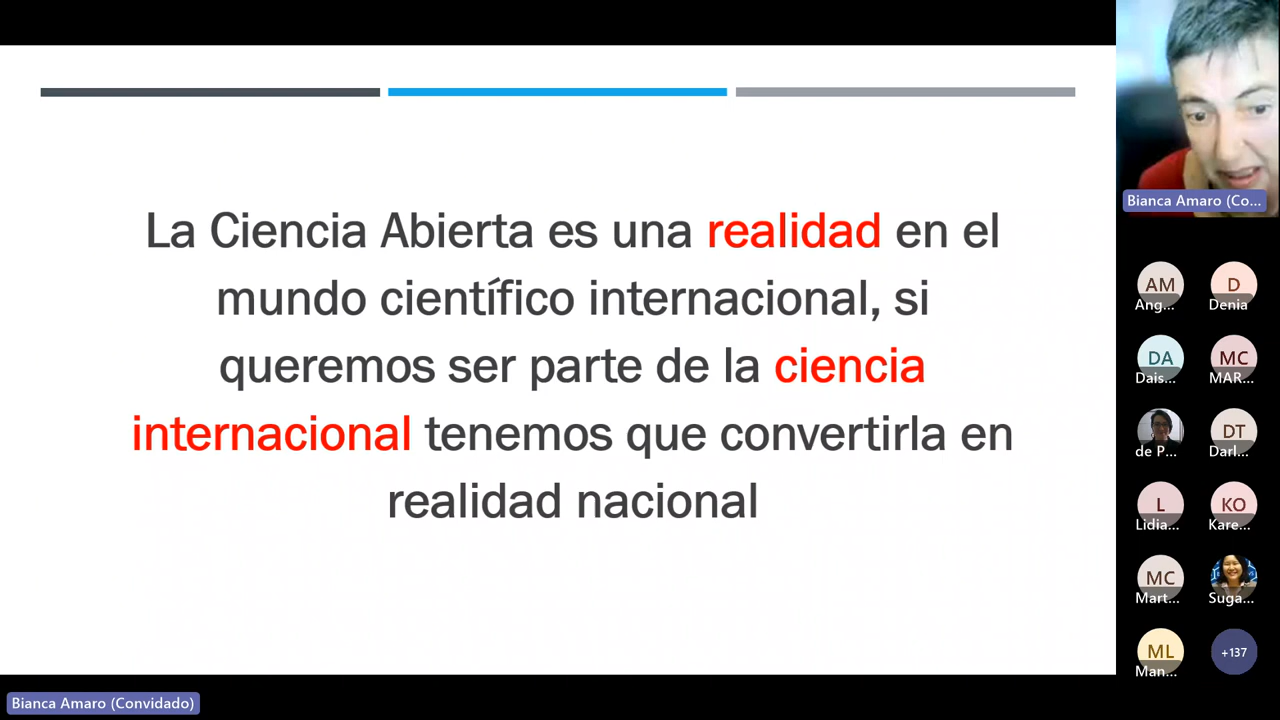 La Ciencia Abierta es una realidad en el
mundo científico internacional, si
queremos ser parte de la ciencia
internacional tenemos que convertirla en
realidad nacional
Bianca Amaro (Co...
AM
Ang...
D
Denia
DA
Dais...
MC
MAR...
de P...
DT
Darl...
L
Lidia...
KO
Kare...
MC
Mart...
Suga...
ML
Man...
+137
Bianca Amaro (Convidado)